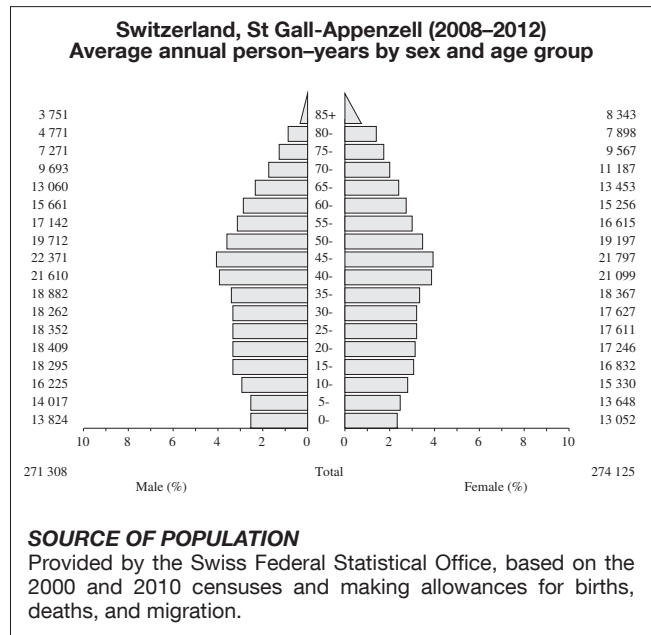 Switzerland, St Gall-Appenzell (2008–2012)
Average annual person–years by sex and age group
3 751 85+ 8 343
4 771 80- 7 898
7 271 75- 9 567
9 693 70- 11 187
13 060 65- 13 453
15 661 60- 15 256
17 142 55- 16 615
19 712 50- 19 197
22 371 45- 21 797
21 610 40- 21 099
18 882 35- 18 367
18 262 30- 17 627
18 352 25- 17 611
18 409 20- 17 246
18 295 15- 16 832
16 225 10- 15 330
14 017 5- 13 648
13 824 0- 13 052
10 8 6 4 2 0 0 2 4 6 8 10
271 308 Total 274 125
Male (%) Female (%)
SOURCE OF POPULATION
Provided by the Swiss Federal Statistical Office, based on the
2000 and 2010 censuses and making allowances for births,
deaths, and migration.